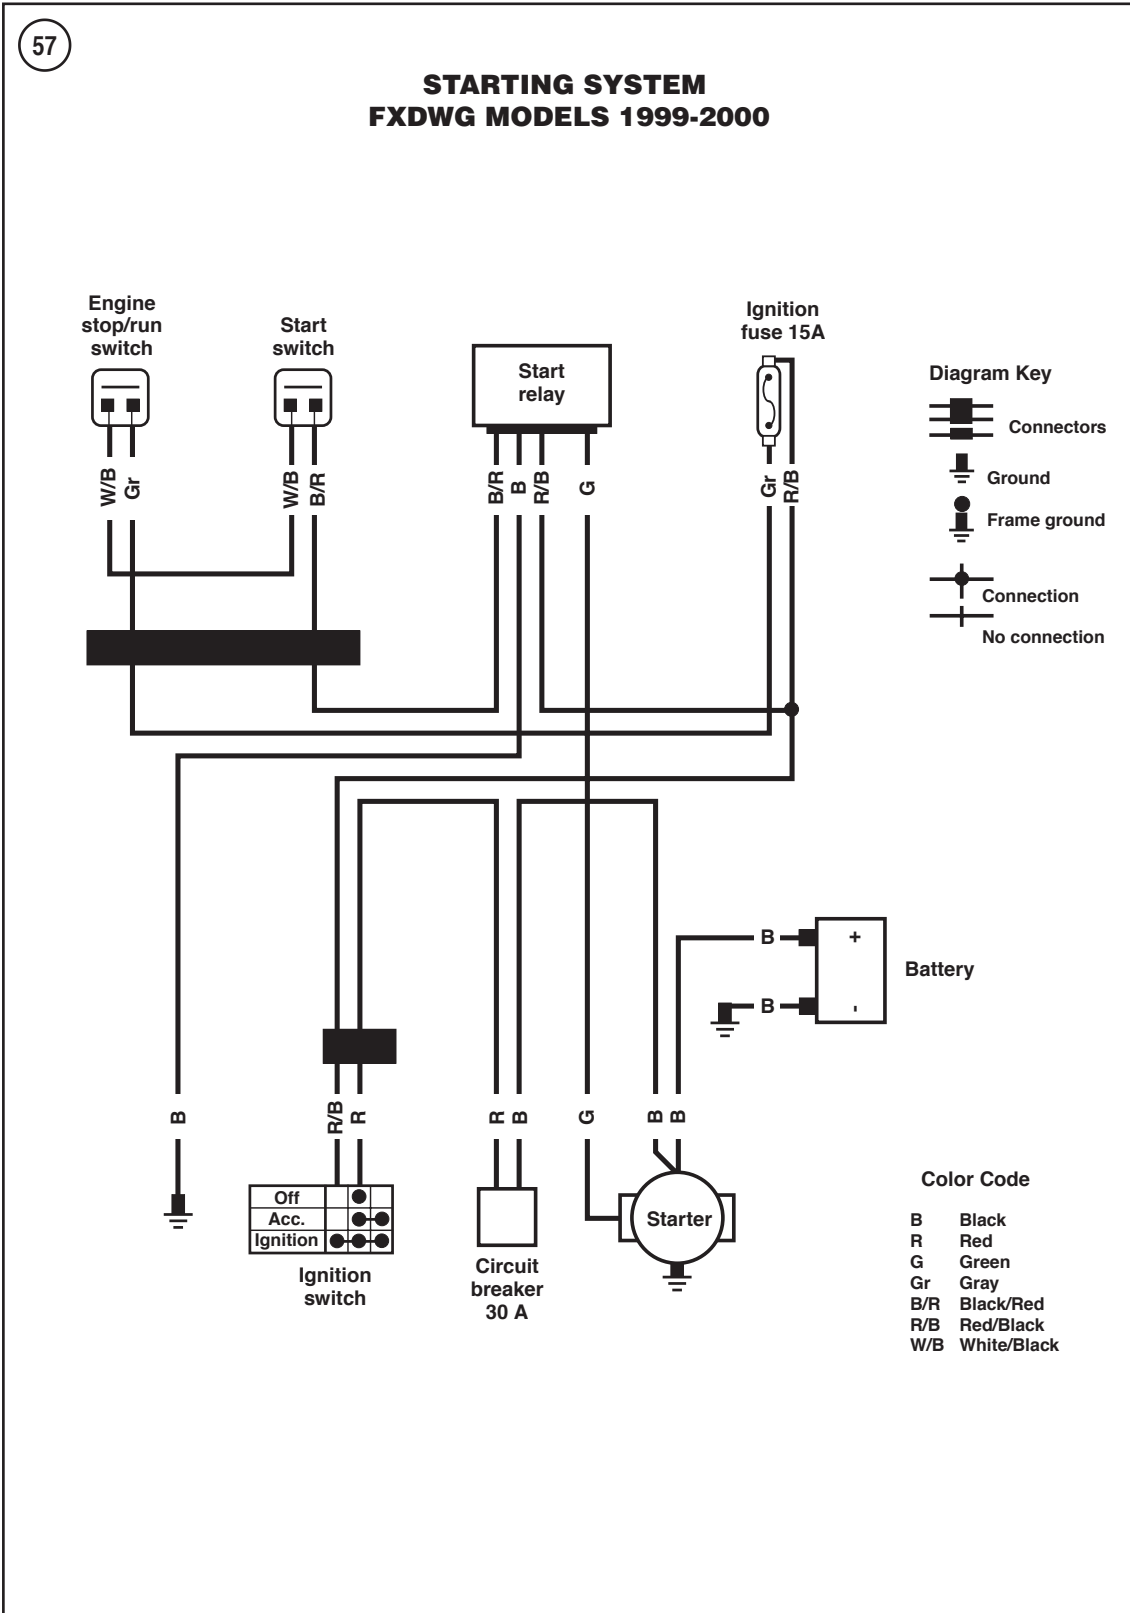 57
STARTING SYSTEM
FXDWG MODELS 1999-2000
Engine
stop/run
switch
Start
switch
Start
relay
Ignition
fuse 15A
W/B
Gr
W/B
B/R
B/R
B
R/B
G
Gr
R/B
Diagram Key
Connectors
Ground
Frame ground
Connection
No connection
+
-
B
B
Battery
B
R/B
R
R
B
G
B
B
Off
Acc.
Ignition
Ignition
switch
Circuit
breaker
30 A
Starter
Color Code
B Black
R Red
G Green
Gr Gray
B/R Black/Red
R/B Red/Black
W/B White/Black